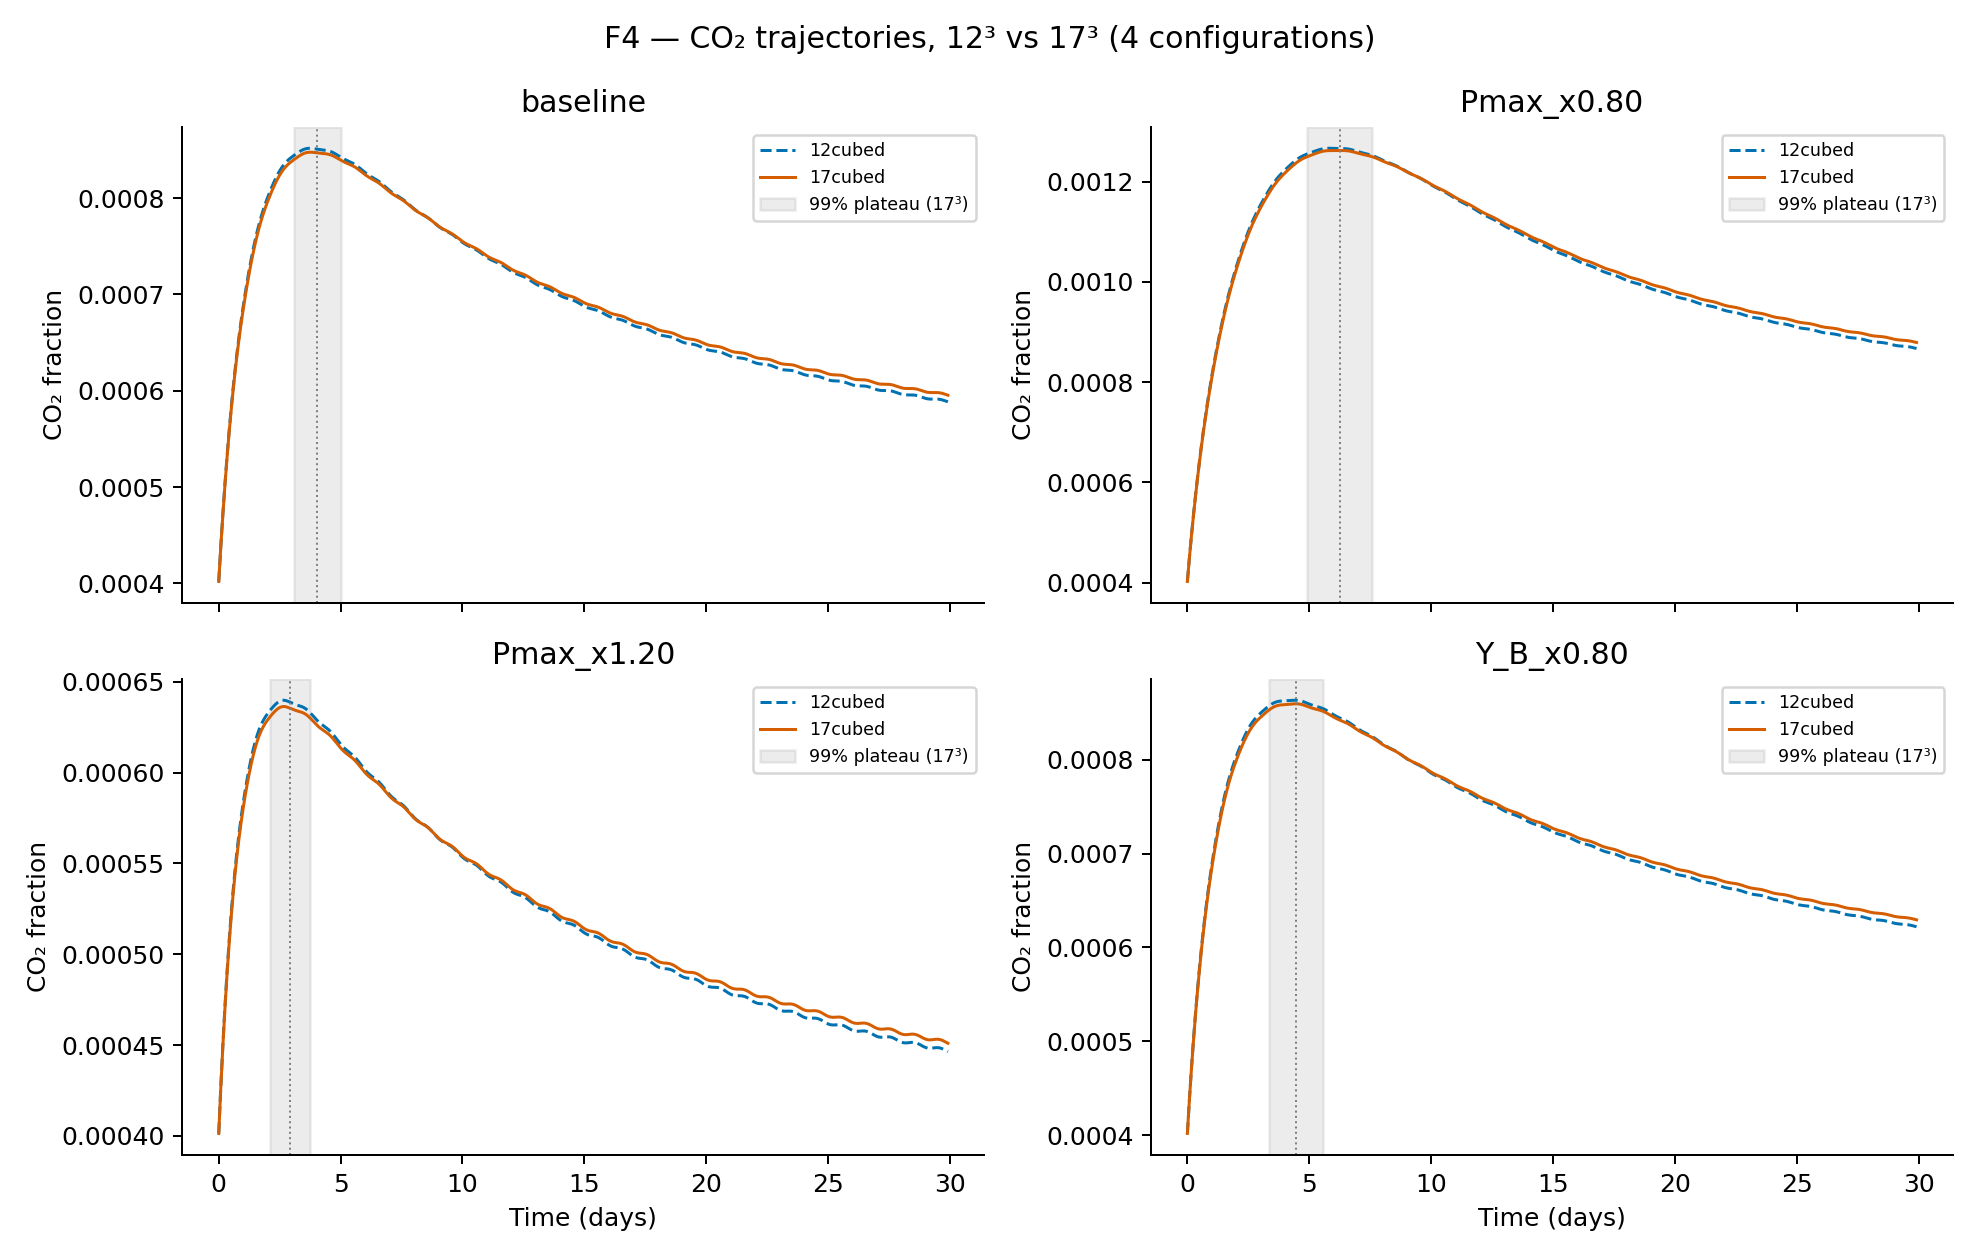 F4 — CO₂ trajectories, 12³ vs 17³ (4 configurations)
baseline
CO₂ fraction
0.0008
0.0007
0.0006
0.0005
0.0004
12cubed
17cubed
99% plateau (17³)
Pmax_x0.80
CO₂ fraction
0.0012
0.0010
0.0008
0.0006
0.0004
12cubed
17cubed
99% plateau (17³)
Pmax_x1.20
CO₂ fraction
0.00065
0.00060
0.00055
0.00050
0.00045
0.00040
12cubed
17cubed
99% plateau (17³)
0 5 10 15 20 25 30
Time (days)
Y_B_x0.80
CO₂ fraction
0.0008
0.0007
0.0006
0.0005
0.0004
12cubed
17cubed
99% plateau (17³)
0 5 10 15 20 25 30
Time (days)